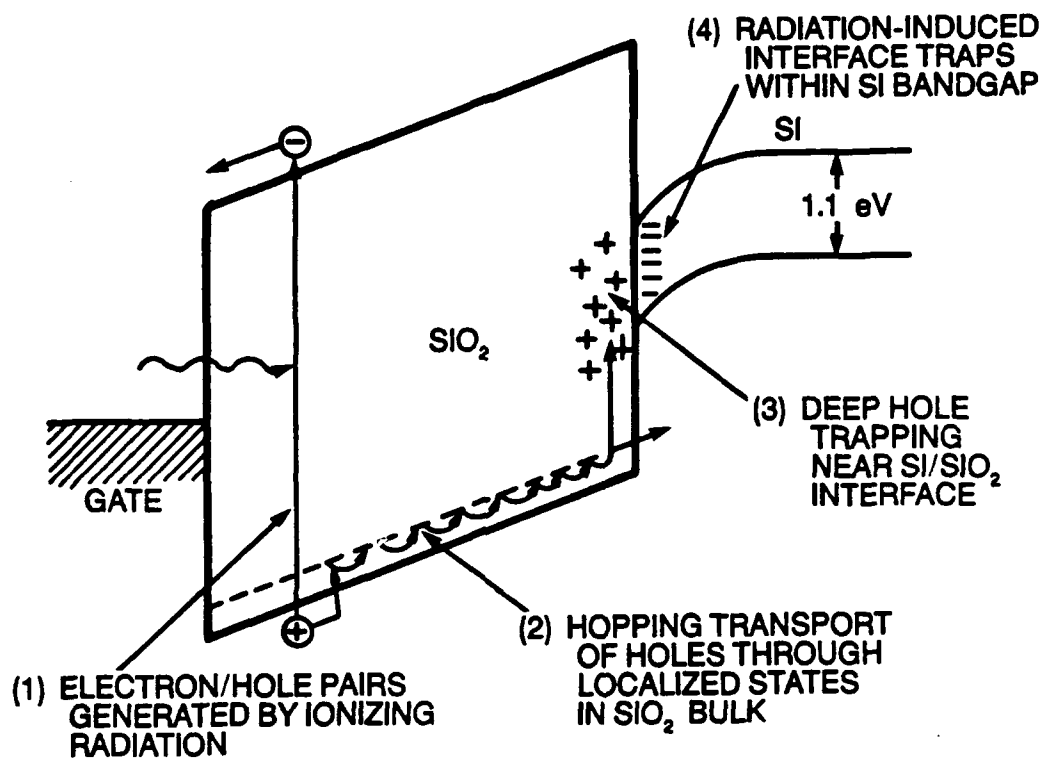 (4) RADIATION-INDUCED
INTERFACE TRAPS
WITHIN SI BANDGAP
SI
1.1 eV
SIO₂
(3) DEEP HOLE
TRAPPING
NEAR SI/SIO₂
INTERFACE
GATE
(2) HOPPING TRANSPORT
OF HOLES THROUGH
LOCALIZED STATES
IN SIO₂ BULK
(1) ELECTRON/HOLE PAIRS
GENERATED BY IONIZING
RADIATION